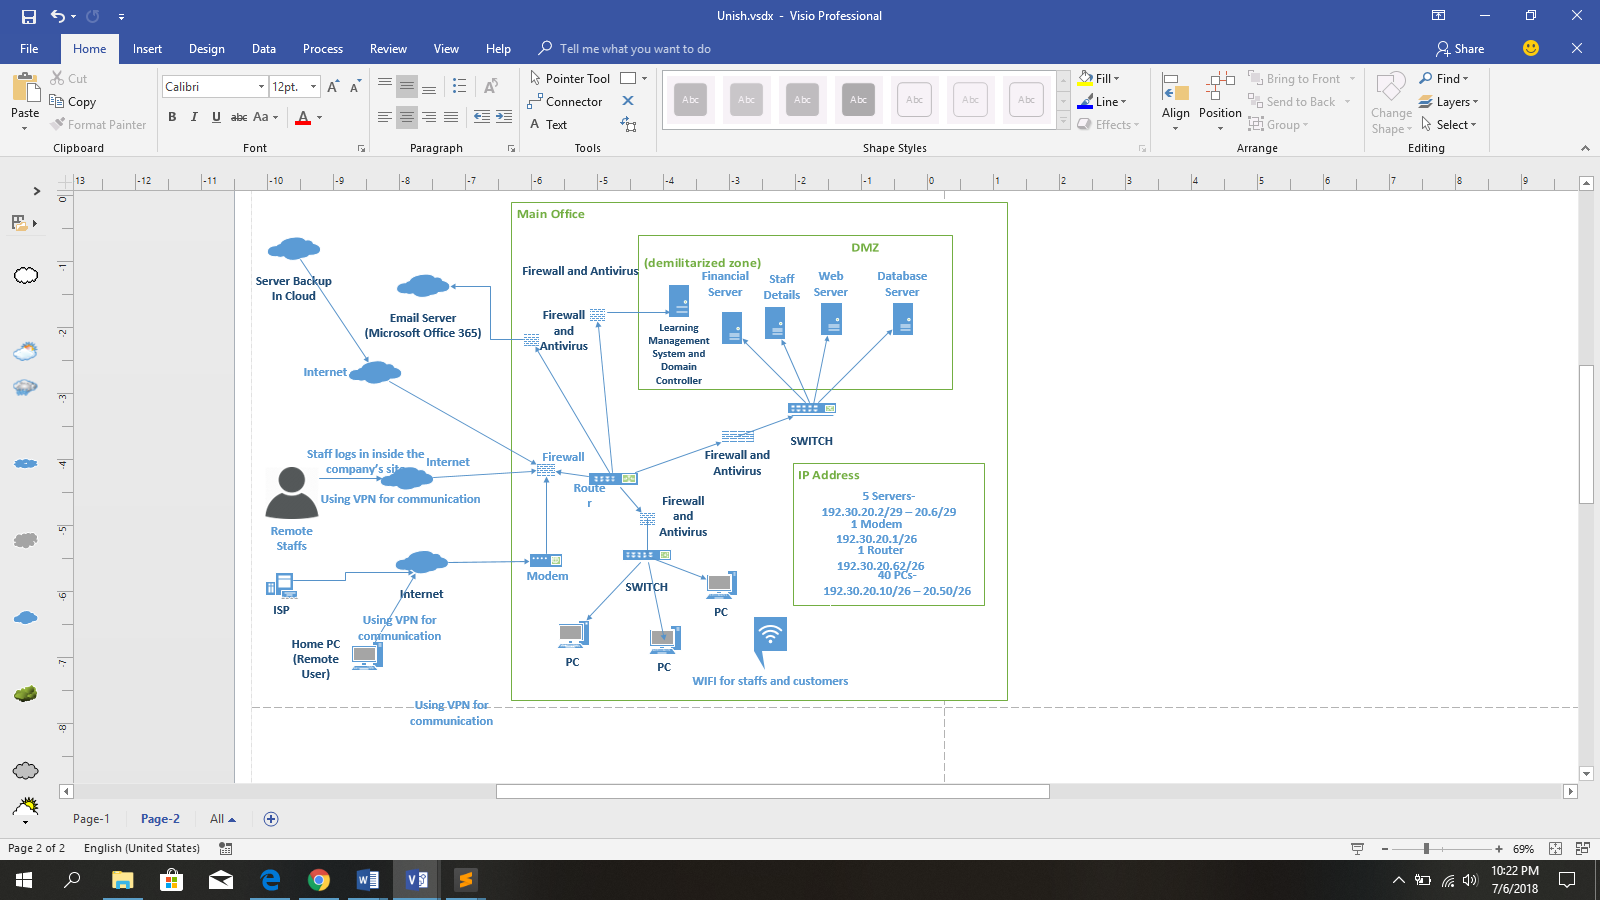 Unish.vsdx - Visio Professional
File Home Insert Design Data Process Review View Help Tell me what you want to do Share
Paste
Cut
Copy
Format Painter
Clipboard
Calibri 12pt.
B I U abc Aa A
Font
Paragraph
Pointer Tool
Connector
A Text
Tools
Abc Abc Abc Abc Abc Abc Abc
Shape Styles
Fill
Line
Effects
Align Position
Bring to Front
Send to Back
Group
Arrange
Change
Shape
Find
Layers
Select
Editing
13 -12 -11 -10 -9 -8 -7 -6 -5 -4 -3 -2 -1 0 1 2 3 4 5 6 7 8 9
0
-1
-2
-3
-4
-5
-6
-7
-8
Main Office
DMZ
(demilitarized zone)
Firewall and Antivirus
Financial
Server
Staff
Details
Web
Server
Database
Server
Server Backup
In Cloud
Email Server
(Microsoft Office 365)
Firewall
and
Antivirus
Learning
Management
System and
Domain
Controller
Internet
SWITCH
Firewall and
Antivirus
Staff logs in inside the
company's site
Internet
Firewall
Using VPN for communication
Route
r
Remote
Staffs
Firewall
and
Antivirus
IP Address
5 Servers-
192.30.20.2/29 – 20.6/29
1 Modem
192.30.20.1/26
1 Router
192.30.20.62/26
40 PCs-
192.30.20.10/26 – 20.50/26
Modem
SWITCH
ISP
Internet
PC
Using VPN for
communication
Home PC
(Remote
User)
PC
PC
WIFI for staffs and customers
Using VPN for
communication
Page-1 Page-2 All
Page 2 of 2 English (United States) 69%
10:22 PM
7/6/2018